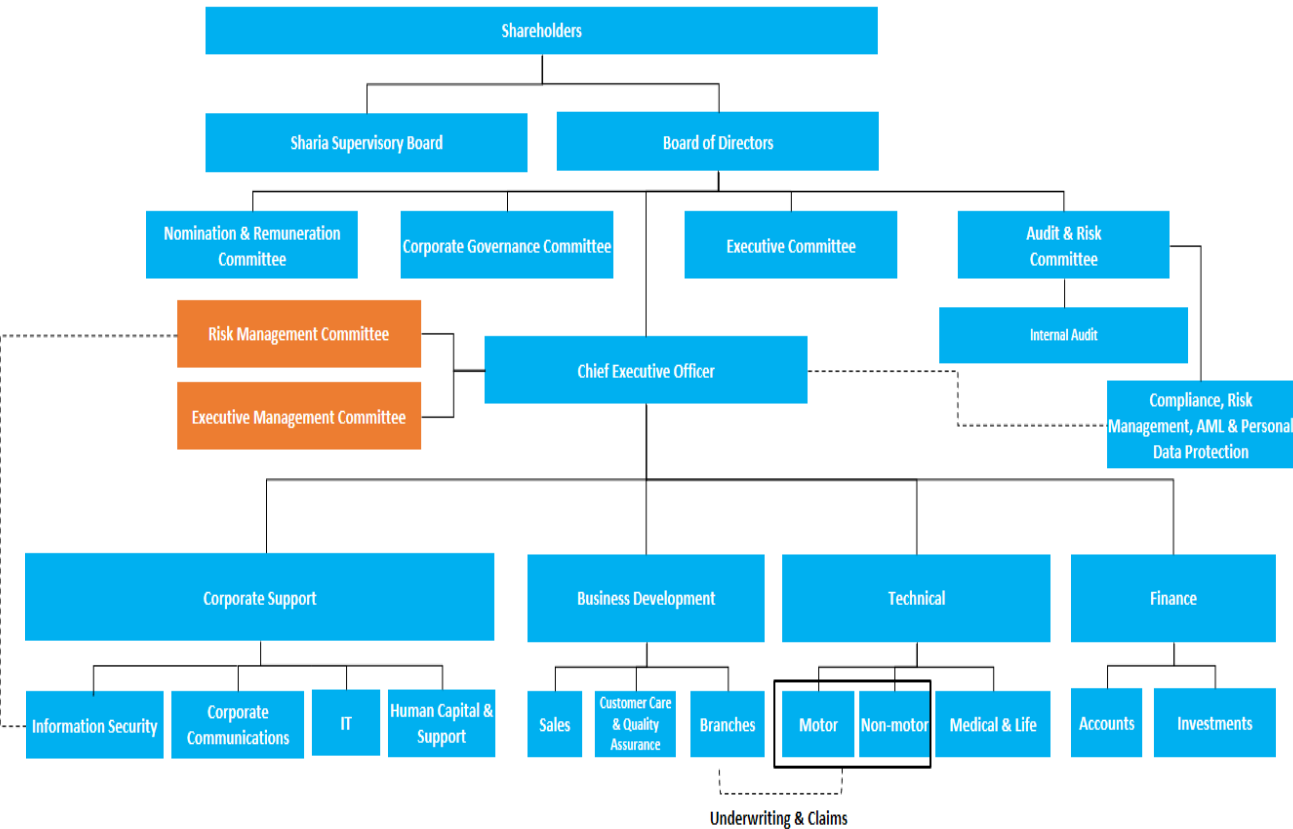 Shareholders
Sharia Supervisory Board
Board of Directors
Nomination & Remuneration
Committee
Corporate Governance Committee
Executive Committee
Audit & Risk
Committee
Risk Management Committee
Internal Audit
Chief Executive Officer
Executive Management Committee
Compliance, Risk
Management, AML & Personal
Data Protection
Corporate Support
Business Development
Technical
Finance
Information Security
Corporate
Communications
IT
Human Capital &
Support
Sales
Customer Care
& Quality
Assurance
Branches
Motor
Non-motor
Medical & Life
Accounts
Investments
Underwriting & Claims